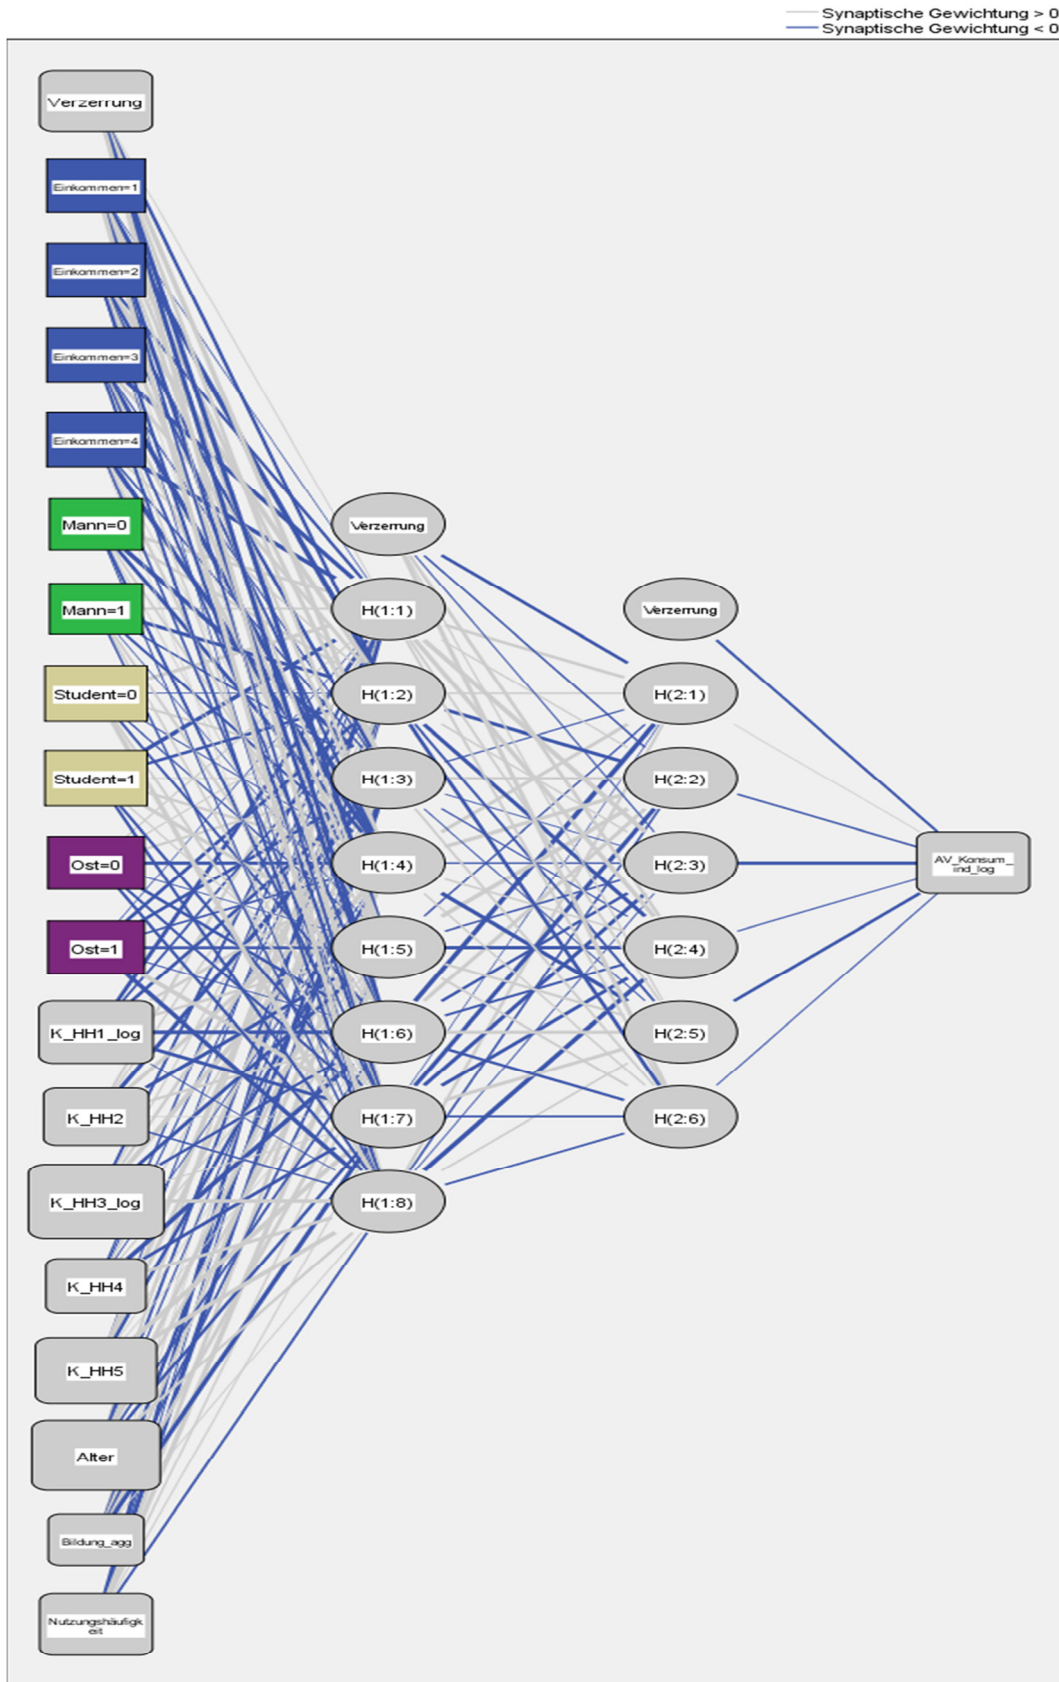 Synaptische Gewichtung > 0
Synaptische Gewichtung < 0
Verzerrung
Einkommen=1
Einkommen=2
Einkommen=3
Einkommen=4
Mann=0
Mann=1
Student=0
Student=1
Ost=0
Ost=1
K_HH1_log
K_HH2
K_HH3_log
K_HH4
K_HH5
Alter
Bildung_agg
Nutzungshäufigk
eit
Verzerrung
H(1:1)
H(1:2)
H(1:3)
H(1:4)
H(1:5)
H(1:6)
H(1:7)
H(1:8)
Verzerrung
H(2:1)
H(2:2)
H(2:3)
H(2:4)
H(2:5)
H(2:6)
AV_Konsum_
ind_log